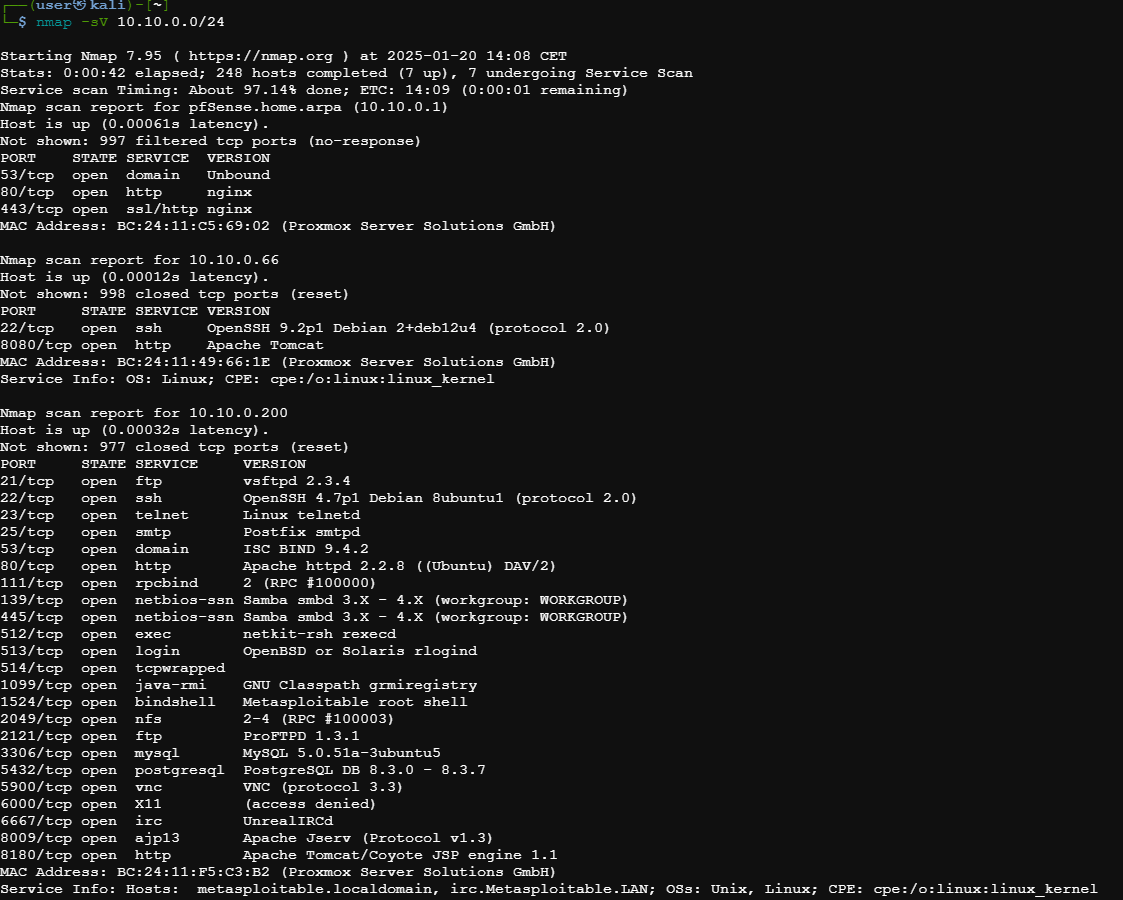 ┌──(user㉿kali)-[~]
└─$ nmap -sV 10.10.0.0/24

Starting Nmap 7.95 ( https://nmap.org ) at 2025-01-20 14:08 CET
Stats: 0:00:42 elapsed; 248 hosts completed (7 up), 7 undergoing Service Scan
Service scan Timing: About 97.14% done; ETC: 14:09 (0:00:01 remaining)
Nmap scan report for pfSense.home.arpa (10.10.0.1)
Host is up (0.00061s latency).
Not shown: 997 filtered tcp ports (no-response)
PORT    STATE SERVICE  VERSION
53/tcp  open  domain   Unbound
80/tcp  open  http     nginx
443/tcp open  ssl/http nginx
MAC Address: BC:24:11:C5:69:02 (Proxmox Server Solutions GmbH)

Nmap scan report for 10.10.0.66
Host is up (0.00012s latency).
Not shown: 998 closed tcp ports (reset)
PORT     STATE SERVICE VERSION
22/tcp   open  ssh     OpenSSH 9.2p1 Debian 2+deb12u4 (protocol 2.0)
8080/tcp open  http    Apache Tomcat
MAC Address: BC:24:11:49:66:1E (Proxmox Server Solutions GmbH)
Service Info: OS: Linux; CPE: cpe:/o:linux:linux_kernel

Nmap scan report for 10.10.0.200
Host is up (0.00032s latency).
Not shown: 977 closed tcp ports (reset)
PORT     STATE SERVICE     VERSION
21/tcp   open  ftp         vsftpd 2.3.4
22/tcp   open  ssh         OpenSSH 4.7p1 Debian 8ubuntu1 (protocol 2.0)
23/tcp   open  telnet      Linux telnetd
25/tcp   open  smtp        Postfix smtpd
53/tcp   open  domain      ISC BIND 9.4.2
80/tcp   open  http        Apache httpd 2.2.8 ((Ubuntu) DAV/2)
111/tcp  open  rpcbind     2 (RPC #100000)
139/tcp  open  netbios-ssn Samba smbd 3.X - 4.X (workgroup: WORKGROUP)
445/tcp  open  netbios-ssn Samba smbd 3.X - 4.X (workgroup: WORKGROUP)
512/tcp  open  exec        netkit-rsh rexecd
513/tcp  open  login       OpenBSD or Solaris rlogind
514/tcp  open  tcpwrapped
1099/tcp open  java-rmi    GNU Classpath grmiregistry
1524/tcp open  bindshell   Metasploitable root shell
2049/tcp open  nfs         2-4 (RPC #100003)
2121/tcp open  ftp         ProFTPD 1.3.1
3306/tcp open  mysql       MySQL 5.0.51a-3ubuntu5
5432/tcp open  postgresql  PostgreSQL DB 8.3.0 - 8.3.7
5900/tcp open  vnc         VNC (protocol 3.3)
6000/tcp open  X11         (access denied)
6667/tcp open  irc         UnrealIRCd
8009/tcp open  ajp13       Apache Jserv (Protocol v1.3)
8180/tcp open  http        Apache Tomcat/Coyote JSP engine 1.1
MAC Address: BC:24:11:F5:C3:B2 (Proxmox Server Solutions GmbH)
Service Info: Hosts:  metasploitable.localdomain, irc.Metasploitable.LAN; OSs: Unix, Linux; CPE: cpe:/o:linux:linux_kernel